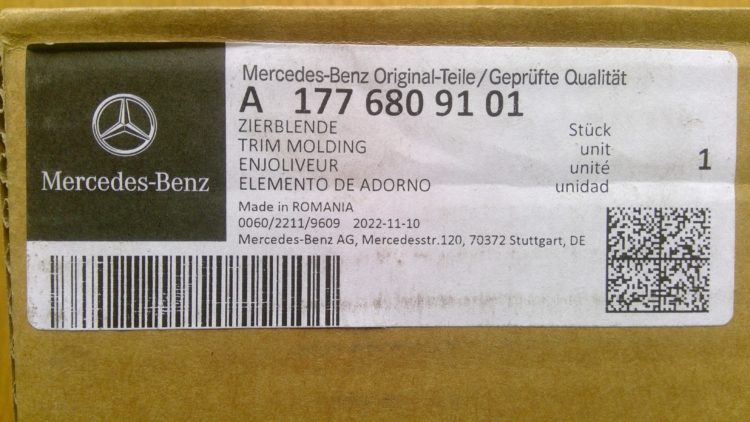 Mercedes-Benz Original-Teile/Geprüfte Qualität
A 177 680 91 01
ZIERBLENDE Stück
TRIM MOLDING unit
ENJOLIVEUR unité 1
ELEMENTO DE ADORNO unidad
Mercedes-Benz
Made in ROMANIA
0060/2211/9609 2022-11-10
Mercedes-Benz AG, Mercedesstr.120, 70372 Stuttgart, DE